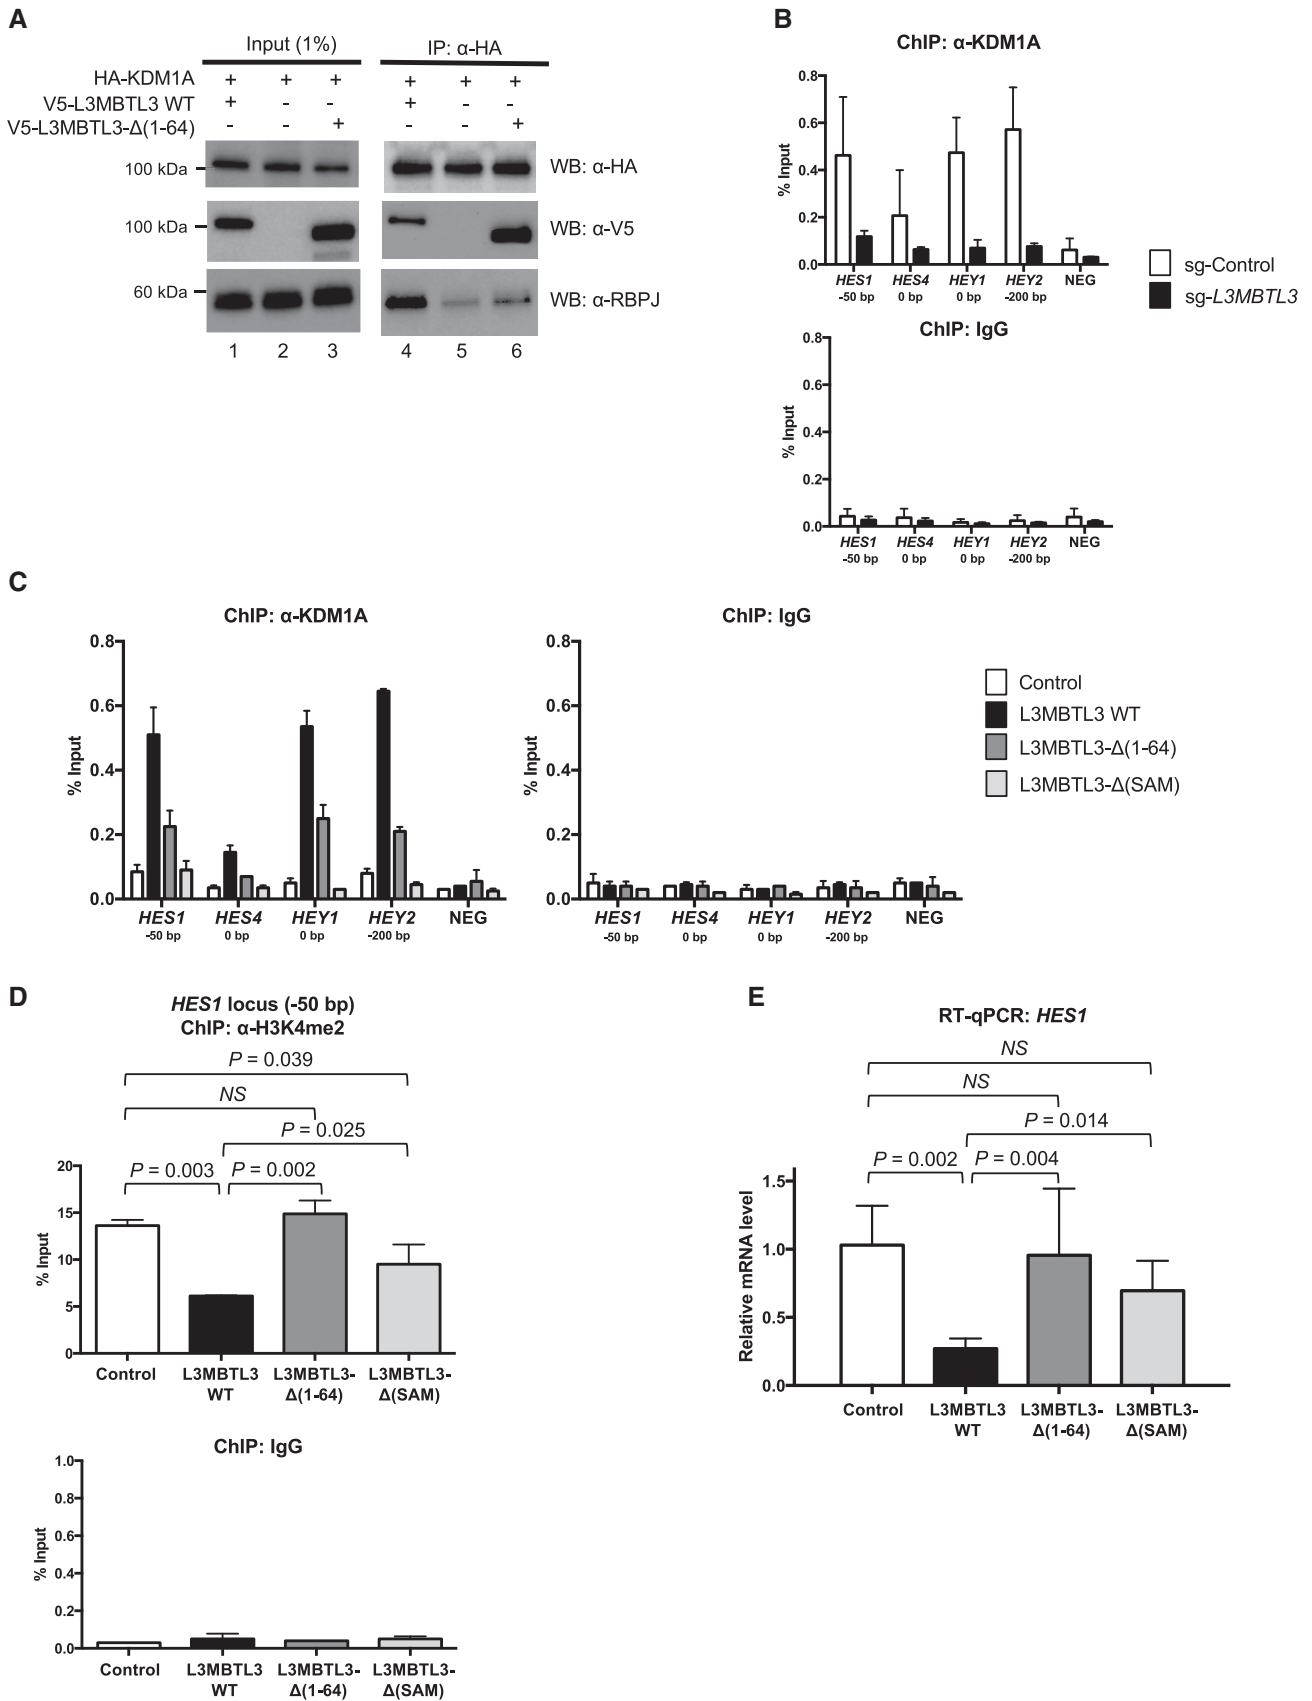 A
Input (1%)
IP: α-HA
HA-KDM1A + + + + + +
V5-L3MBTL3 WT + - - + - -
V5-L3MBTL3-Δ(1-64) - - + - - +
100 kDa
WB: α-HA
100 kDa
WB: α-V5
60 kDa
WB: α-RBPJ
1 2 3 4 5 6
B
ChIP: α-KDM1A
% Input
0.8
0.6
0.4
0.2
0.0
HES1 HES4 HEY1 HEY2 NEG
-50 bp 0 bp 0 bp -200 bp
sg-Control
sg-L3MBTL3
ChIP: IgG
% Input
0.8
0.6
0.4
0.2
0.0
HES1 HES4 HEY1 HEY2 NEG
-50 bp 0 bp 0 bp -200 bp
C
ChIP: α-KDM1A
% Input
0.8
0.6
0.4
0.2
0.0
HES1 HES4 HEY1 HEY2 NEG
-50 bp 0 bp 0 bp -200 bp
ChIP: IgG
% Input
0.8
0.6
0.4
0.2
0.0
HES1 HES4 HEY1 HEY2 NEG
-50 bp 0 bp 0 bp -200 bp
Control
L3MBTL3 WT
L3MBTL3-Δ(1-64)
L3MBTL3-Δ(SAM)
D
HES1 locus (-50 bp)
ChIP: α-H3K4me2
P = 0.039
NS
P = 0.025
P = 0.003 P = 0.002
% Input
20
15
10
5
0
Control L3MBTL3 L3MBTL3- L3MBTL3-
WT Δ(1-64) Δ(SAM)
ChIP: IgG
% Input
1.0
0.8
0.6
0.4
0.2
0.0
Control L3MBTL3 L3MBTL3- L3MBTL3-
WT Δ(1-64) Δ(SAM)
E
RT-qPCR: HES1
NS
NS
P = 0.014
P = 0.002 P = 0.004
Relative mRNA level
1.5
1.0
0.5
0.0
Control L3MBTL3 L3MBTL3- L3MBTL3-
WT Δ(1-64) Δ(SAM)